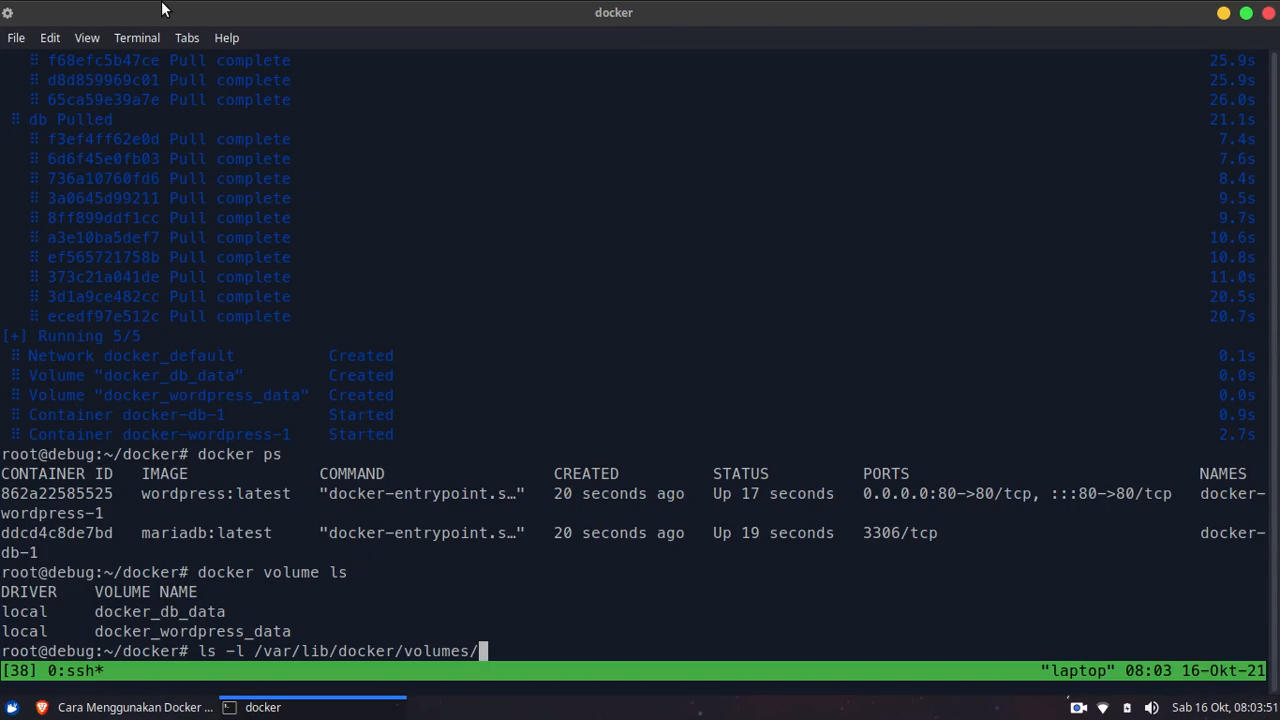 docker
File Edit View Terminal Tabs Help
⠿ f68efc5b47ce Pull complete 25.9s
⠿ d8d859969c01 Pull complete 25.9s
⠿ 65ca59e39a7e Pull complete 26.0s
⠿ db Pulled 21.1s
⠿ f3ef4ff62e0d Pull complete 7.4s
⠿ 6d6f45e0fb03 Pull complete 7.6s
⠿ 736a10760fd6 Pull complete 8.4s
⠿ 3a0645d99211 Pull complete 9.5s
⠿ 8ff899ddf1cc Pull complete 9.7s
⠿ a3e10ba5def7 Pull complete 10.6s
⠿ ef565721758b Pull complete 10.8s
⠿ 373c21a041de Pull complete 11.0s
⠿ 3d1a9ce482cc Pull complete 20.5s
⠿ ecedf97e512c Pull complete 20.7s
[+] Running 5/5
⠿ Network docker_default Created 0.1s
⠿ Volume "docker_db_data" Created 0.0s
⠿ Volume "docker_wordpress_data" Created 0.0s
⠿ Container docker-db-1 Started 0.9s
⠿ Container docker-wordpress-1 Started 2.7s
root@debug:~/docker# docker ps
CONTAINER ID IMAGE COMMAND CREATED STATUS PORTS NAMES
862a22585525 wordpress:latest "docker-entrypoint.s…" 20 seconds ago Up 17 seconds 0.0.0.0:80->80/tcp, :::80->80/tcp docker-
wordpress-1
ddcd4c8de7bd mariadb:latest "docker-entrypoint.s…" 20 seconds ago Up 19 seconds 3306/tcp docker-
db-1
root@debug:~/docker# docker volume ls
DRIVER VOLUME NAME
local docker_db_data
local docker_wordpress_data
root@debug:~/docker# ls -l /var/lib/docker/volumes/
[38] 0:ssh* "laptop" 08:03 16-Okt-21
Cara Menggunakan Docker ... docker Sab 16 Okt, 08:03:51